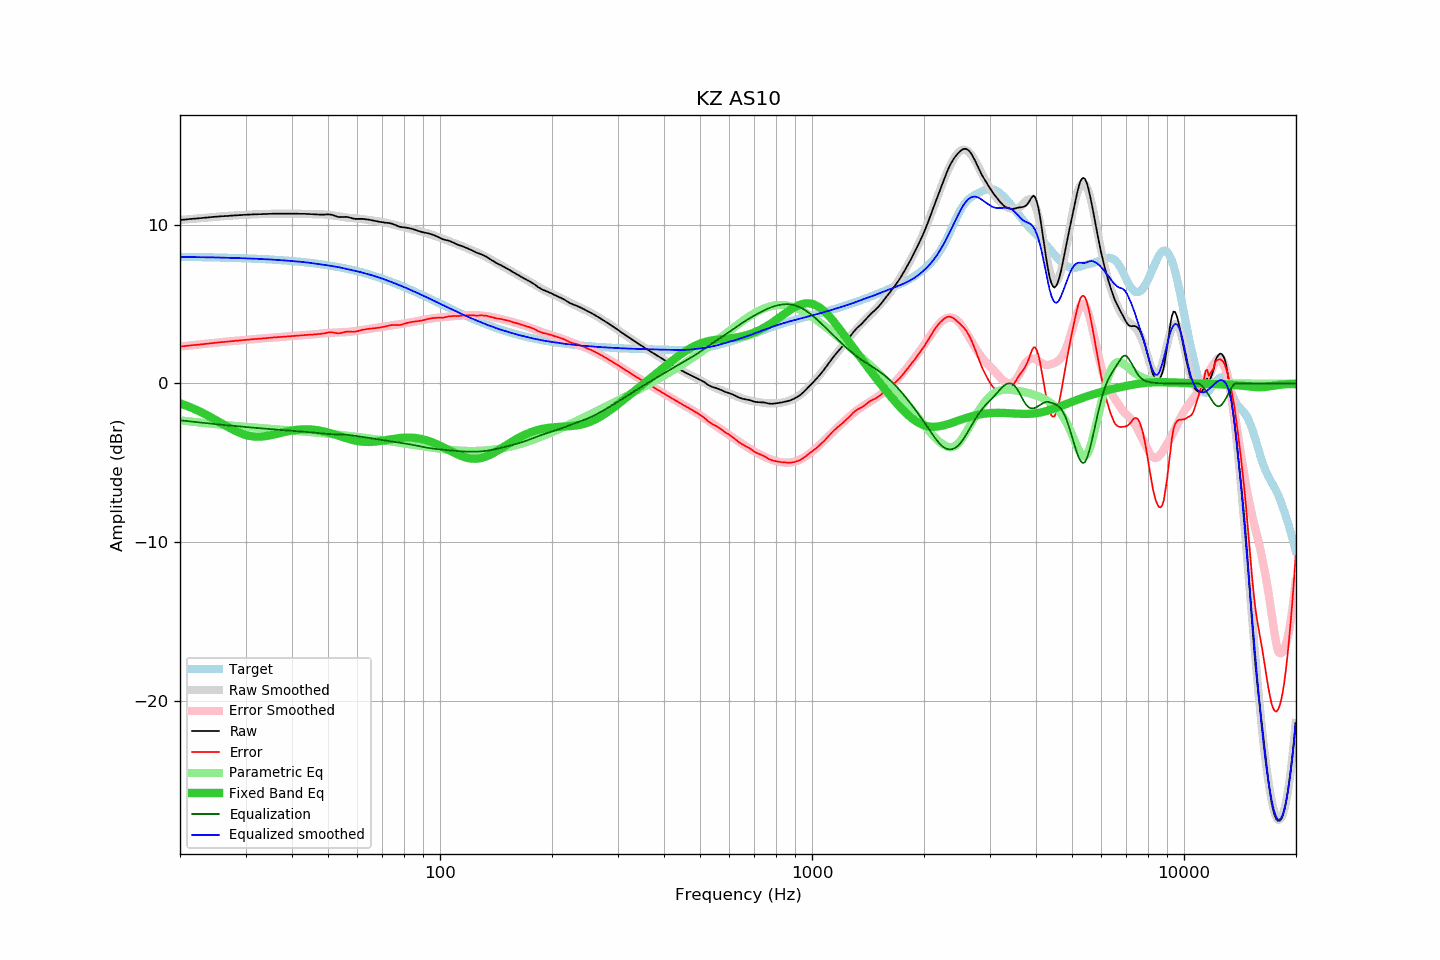 KZ AS10
10
0
−10
−20
Amplitude (dBr)
Target
Raw Smoothed
Error Smoothed
Raw
Error
Parametric Eq
Fixed Band Eq
Equalization
Equalized smoothed
100
1000
10000
Frequency (Hz)